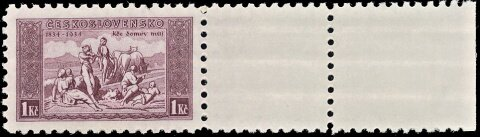 ČESKOSLOVENSKO
1834-1934 Kde domov můj
1 Kč 1 Kč